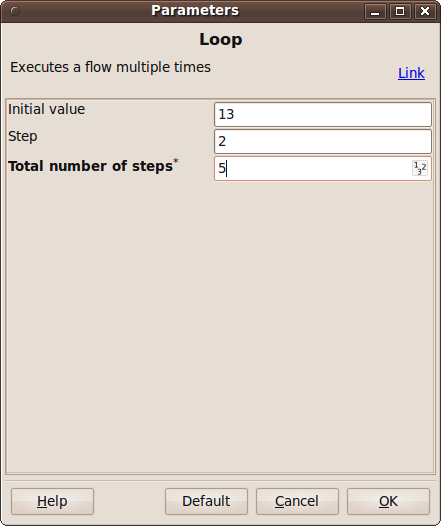 Parameters
Loop
Executes a flow multiple times
Link
Initial value 13
Step 2
Total number of steps* 5
Help Default Cancel OK